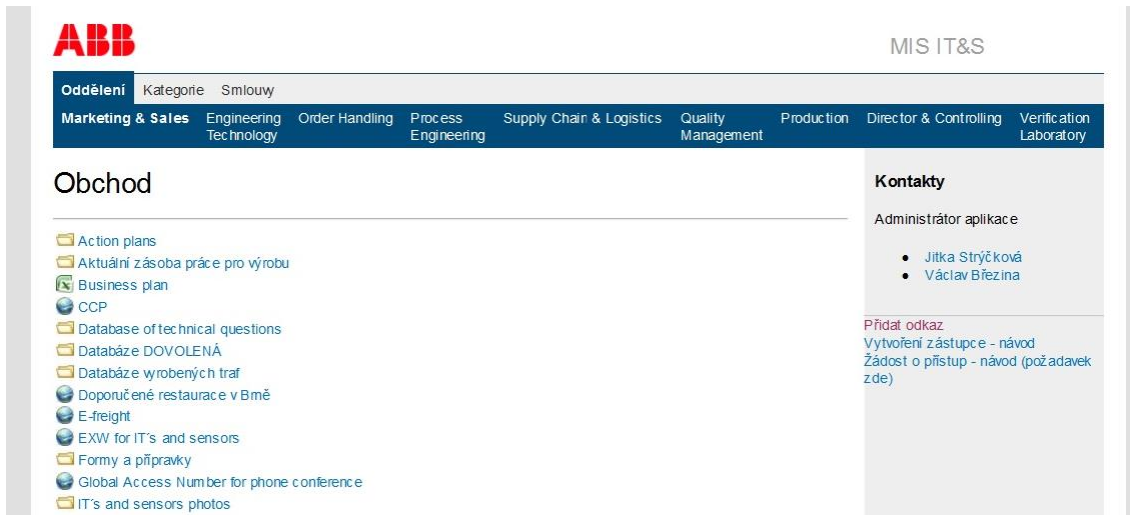 ABB
MIS IT&S
Oddělení Kategorie Smlouvy
Marketing & Sales Engineering Technology Order Handling Process Engineering Supply Chain & Logistics Quality Management Production Director & Controlling Verification Laboratory
Obchod
Action plans
Aktuální zásoba práce pro výrobu
Business plan
CCP
Database of technical questions
Databáze DOVOLENÁ
Databáze vyrobených traf
Doporučené restaurace v Brně
E-freight
EXW for IT´s and sensors
Formy a přípravky
Global Access Number for phone conference
IT´s and sensors photos
Kontakty
Administrátor aplikace
Jitka Strýčková
Václav Březina
Přidat odkaz
Vytvoření zástupce - návod
Žádost o přístup - návod (požadavek
zde)